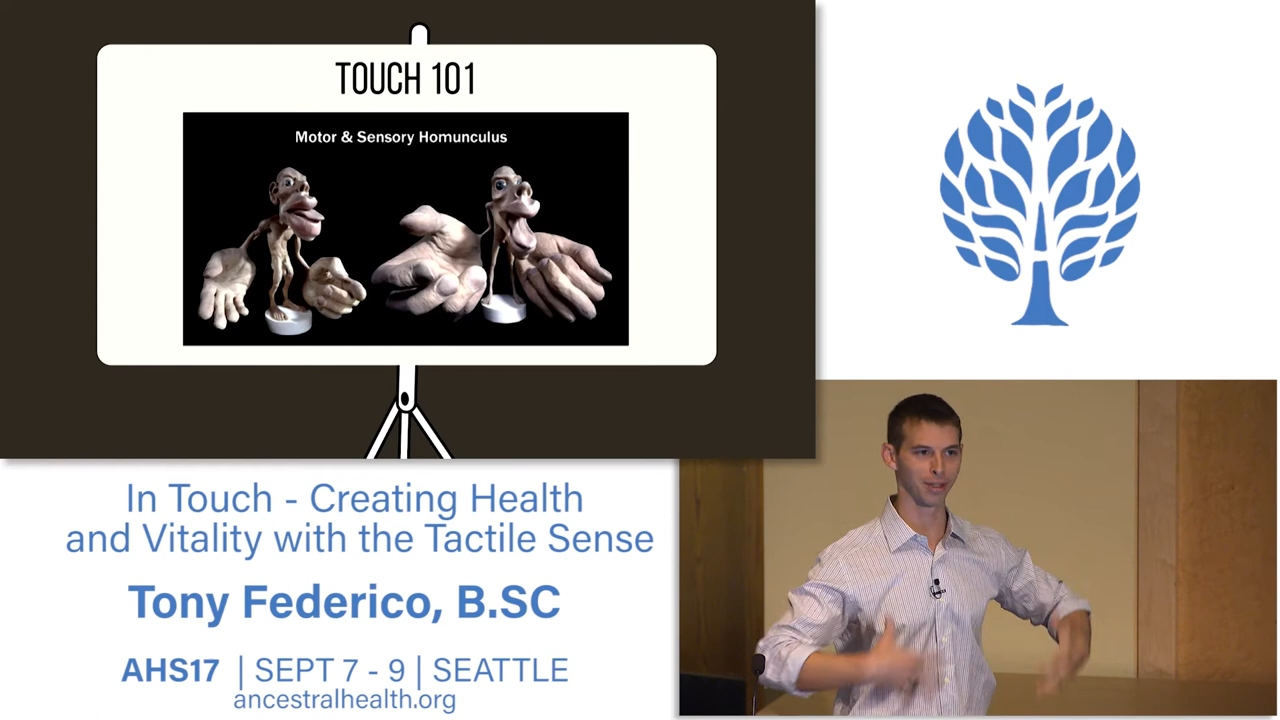 TOUCH 101
Motor & Sensory Homunculus
In Touch - Creating Health
and Vitality with the Tactile Sense
Tony Federico, B.SC
AHS17 | SEPT 7 - 9 | SEATTLE
ancestralhealth.org